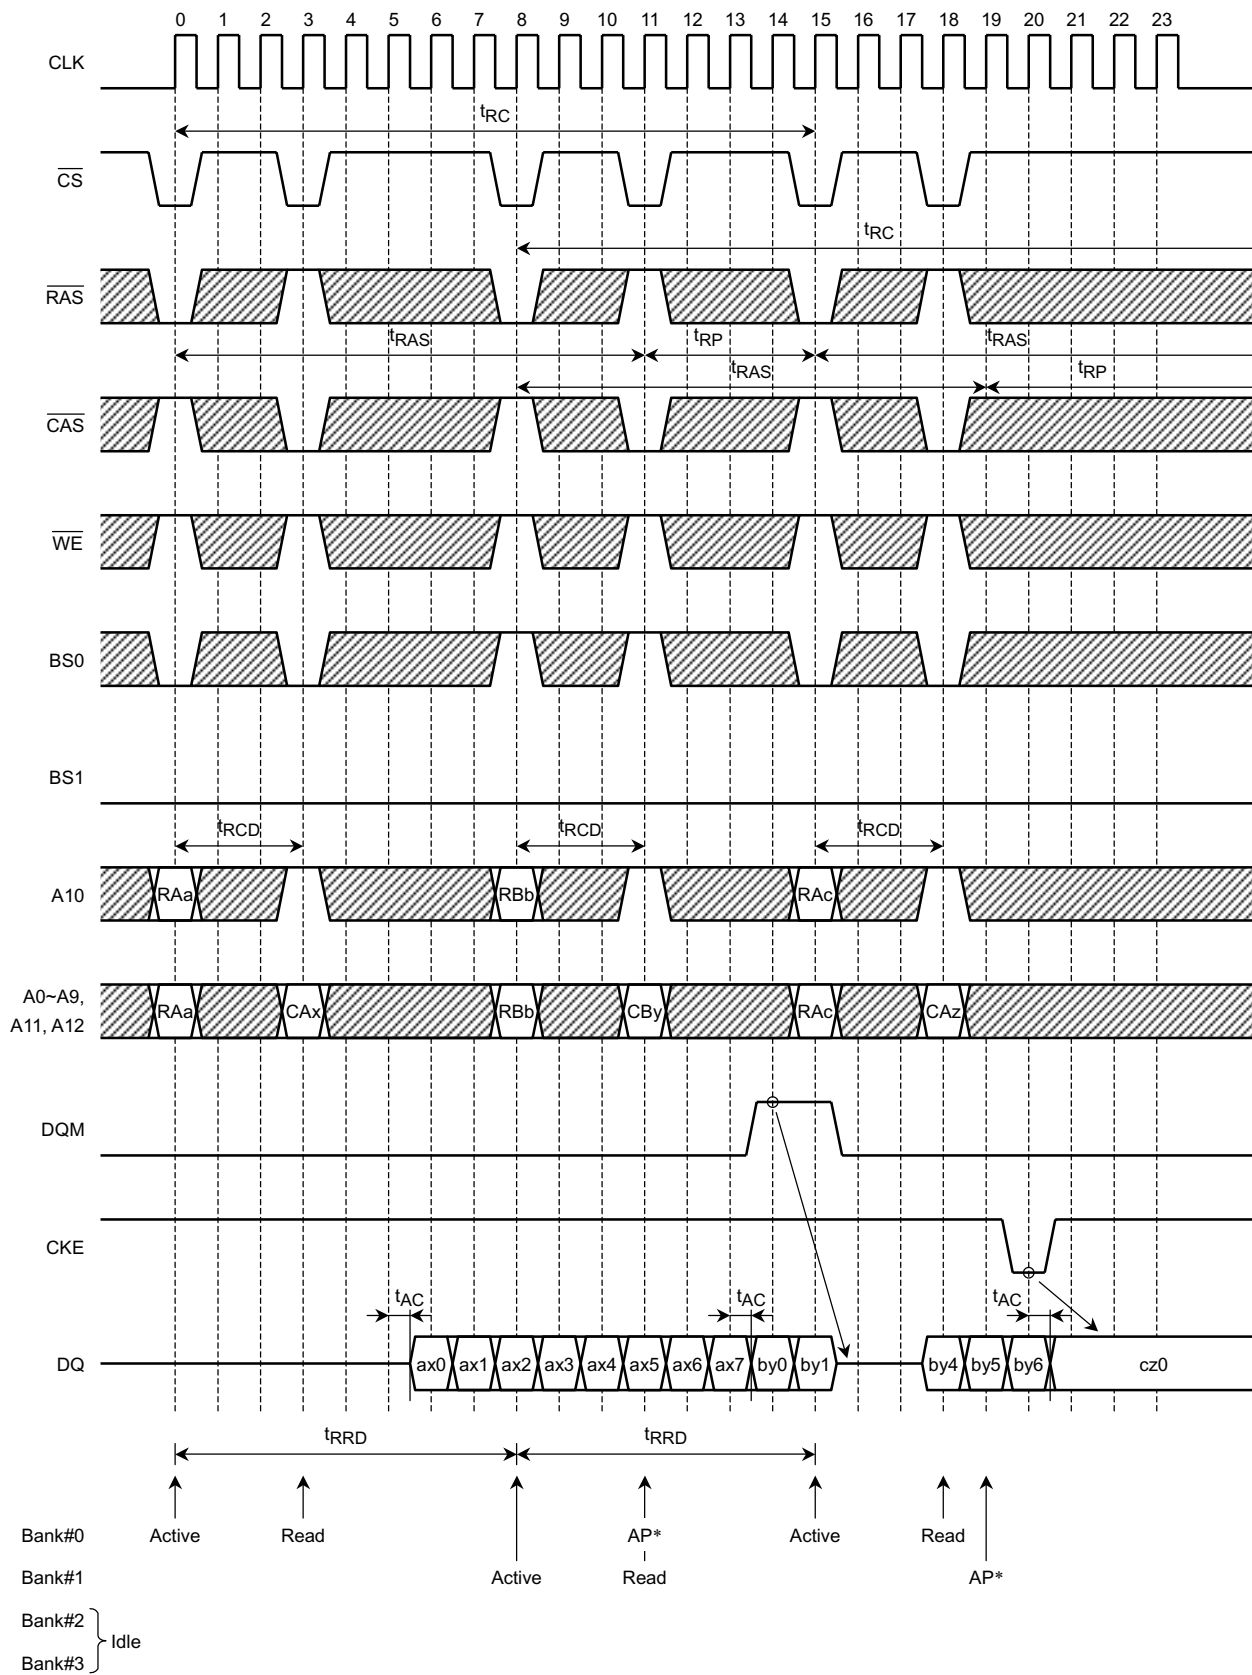 0 1 2 3 4 5 6 7 8 9 10 11 12 13 14 15 16 17 18 19 20 21 22 23
CLK
tRC
CS
tRC
RAS
tRAS tRP tRAS
tRAS tRP
CAS
WE
BS0
BS1
tRCD tRCD tRCD
A10 RAa RBb RAc
A0~A9,
A11, A12
RAa CAx RBb CBy RAc CAz
DQM
CKE
tAC tAC tAC
DQ ax0 ax1 ax2 ax3 ax4 ax5 ax6 ax7 by0 by1 by4 by5 by6 cz0
tRRD tRRD
Bank#0 Active Read AP* Active Read
Bank#1 Active Read AP*
Bank#2
Idle
Bank#3